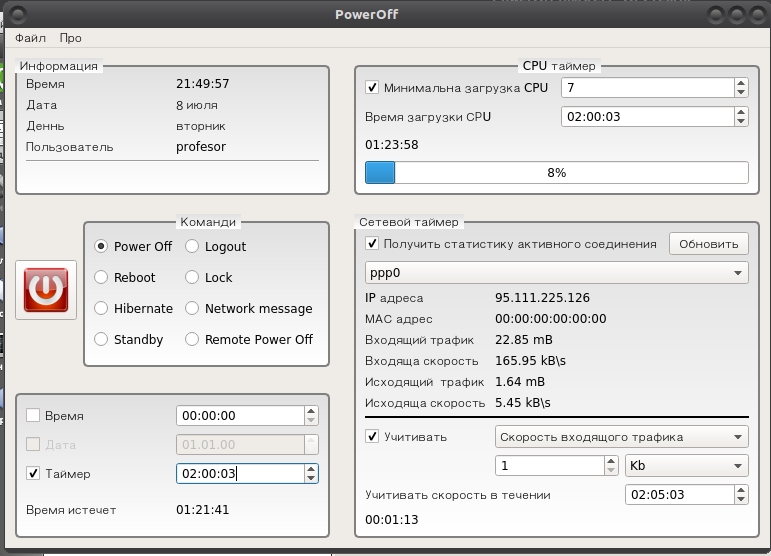 PowerOff
Файл Про
Информация
Время 21:49:57
Дата 8 июля
Деннь вторник
Пользователь profesor
Команди
Power Off Logout
Reboot Lock
Hibernate Network message
Standby Remote Power Off
Время 00:00:00
Дата 01.01.00
Таймер 02:00:03
Время истечет 01:21:41
CPU таймер
Минимальна загрузка CPU 7
Время загрузки CPU 02:00:03
01:23:58
8%
Сетевой таймер
Получить статистику активного соединения Обновить
ppp0
IP адреса 95.111.225.126
MAC адрес 00:00:00:00:00:00
Входящий трафик 22.85 mB
Входяща скорость 165.95 kB\s
Исходящий трафик 1.64 mB
Исходяща скорость 5.45 kB\s
Учитивать Скорость входящого трафика
1 Kb
Учитивать скорость в течении 02:05:03
00:01:13